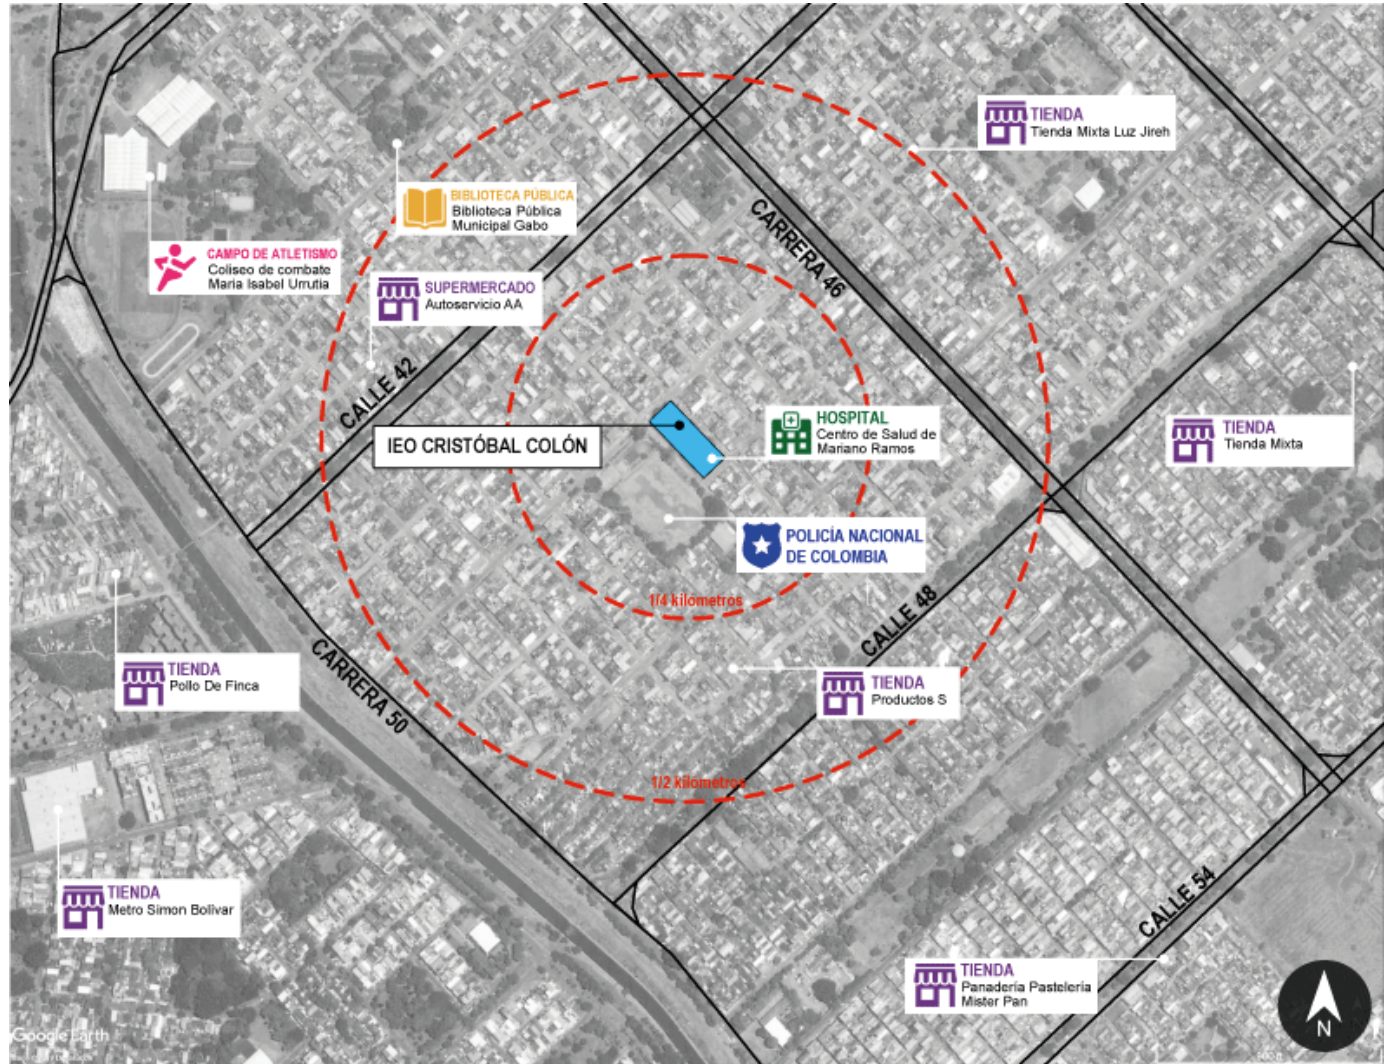 TIENDA
Tienda Mixta Luz Jireh
BIBLIOTECA PÚBLICA
Biblioteca Pública
Municipal Gabo
CARRERA 46
CAMPO DE ATLETISMO
Coliseo de combate
Maria Isabel Urrutia
SUPERMERCADO
Autoservicio AA
CALLE 42
IEO CRISTÓBAL COLÓN
HOSPITAL
Centro de Salud de
Mariano Ramos
TIENDA
Tienda Mixta
POLICÍA NACIONAL
DE COLOMBIA
1/4 kilómetros
CALLE 48
CARRERA 50
TIENDA
Pollo De Finca
TIENDA
Productos S
1/2 kilómetros
TIENDA
Metro Simon Bolívar
CALLE 54
TIENDA
Panadería Pastelería
Mister Pan
N
Google Earth